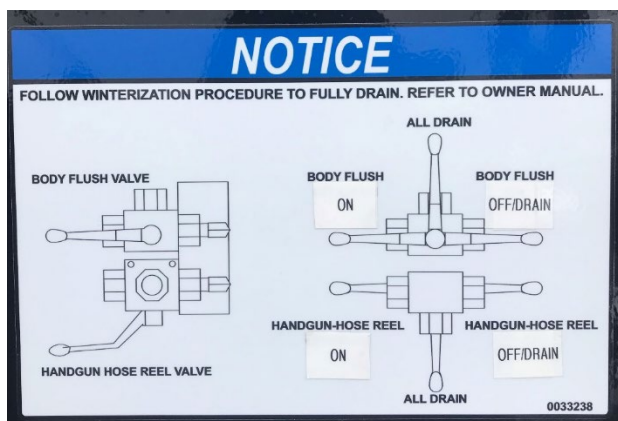 NOTICE
FOLLOW WINTERIZATION PROCEDURE TO FULLY DRAIN. REFER TO OWNER MANUAL.
ALL DRAIN
BODY FLUSH VALVE
BODY FLUSH
BODY FLUSH
ON
OFF/DRAIN
HANDGUN-HOSE REEL
HANDGUN-HOSE REEL
ON
OFF/DRAIN
HANDGUN HOSE REEL VALVE
ALL DRAIN
0033238